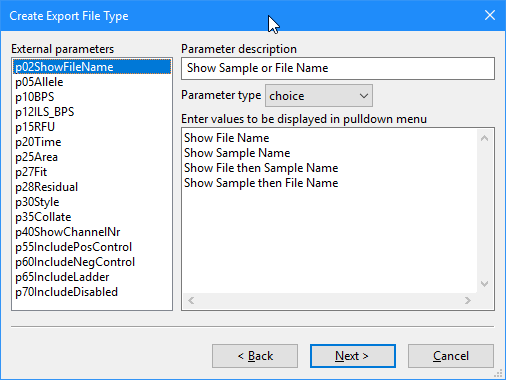 Create Export File Type
External parameters
p02ShowFileName
p05Allele
p10BPS
p12ILS_BPS
p15RFU
p20Time
p25Area
p27Fit
p28Residual
p30Style
p35Collate
p40ShowChannelNr
p55IncludePosControl
p60IncludeNegControl
p65IncludeLadder
p70IncludeDisabled
Parameter description
Show Sample or File Name
Parameter type choice
Enter values to be displayed in pulldown menu
Show File Name
Show Sample Name
Show File then Sample Name
Show Sample then File Name
< Back Next > Cancel